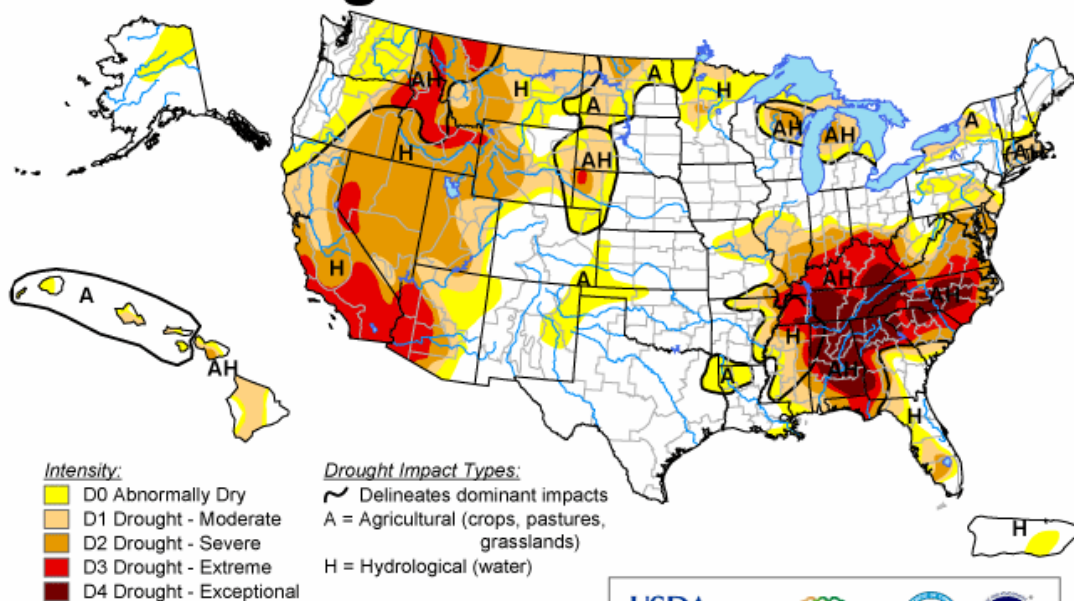 AH
H
A
H
A
A
AH
AH
AH
AH
H
H
A
AH
AH
H
A
AH
H
A
AH
H
Intensity:
D0 Abnormally Dry
D1 Drought - Moderate
D2 Drought - Severe
D3 Drought - Extreme
D4 Drought - Exceptional
Drought Impact Types:
Delineates dominant impacts
A = Agricultural (crops, pastures,
grasslands)
H = Hydrological (water)
H
USDA